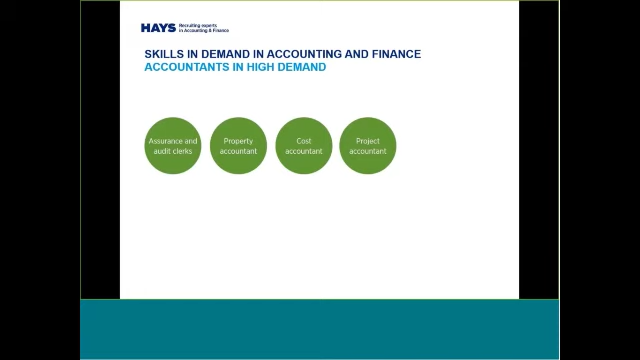 HAYS Recruiting experts
in Accounting & Finance
SKILLS IN DEMAND IN ACCOUNTING AND FINANCE
ACCOUNTANTS IN HIGH DEMAND
Assurance and
audit clerks
Property
accountant
Cost
accountant
Project
accountant